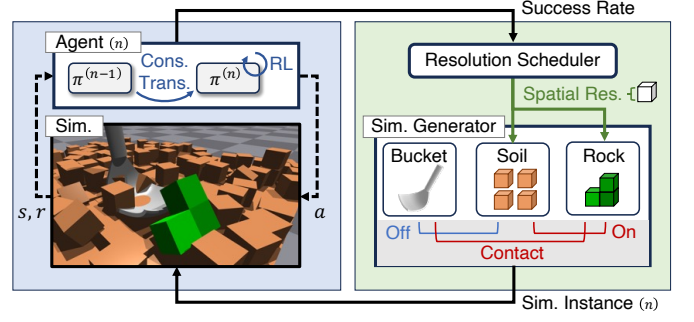 Success Rate
Agent (n)
Cons.
Trans.
π^(n−1)
π^(n)
RL
Resolution Scheduler
Spatial Res.
Sim.
Sim. Generator
Bucket
Soil
Rock
s, r
a
Off
On
Contact
Sim. Instance (n)